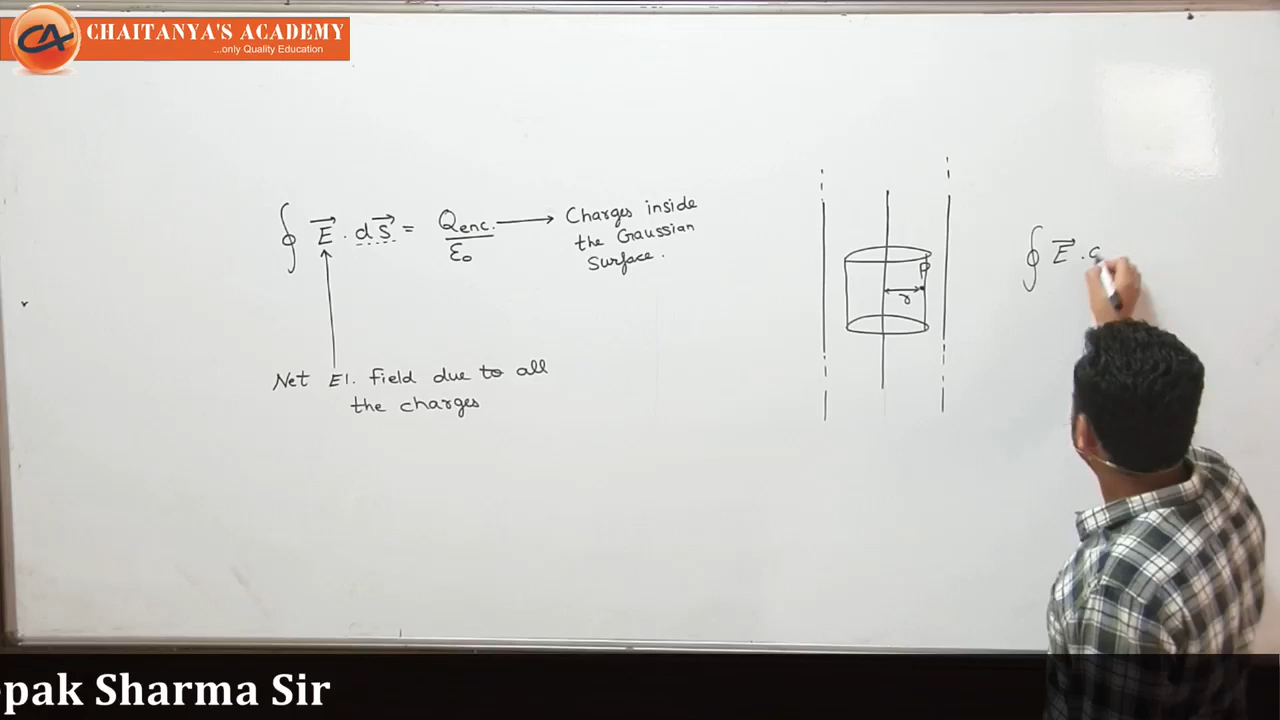 CHAITANYA'S ACADEMY
...only Quality Education
CA
∮ E⃗ . dS⃗ = Qenc. / ε₀ → Charges inside
the Gaussian
Surface.
Net El. field due to all
the charges
P
r
∮ E⃗ .
pak Sharma Sir